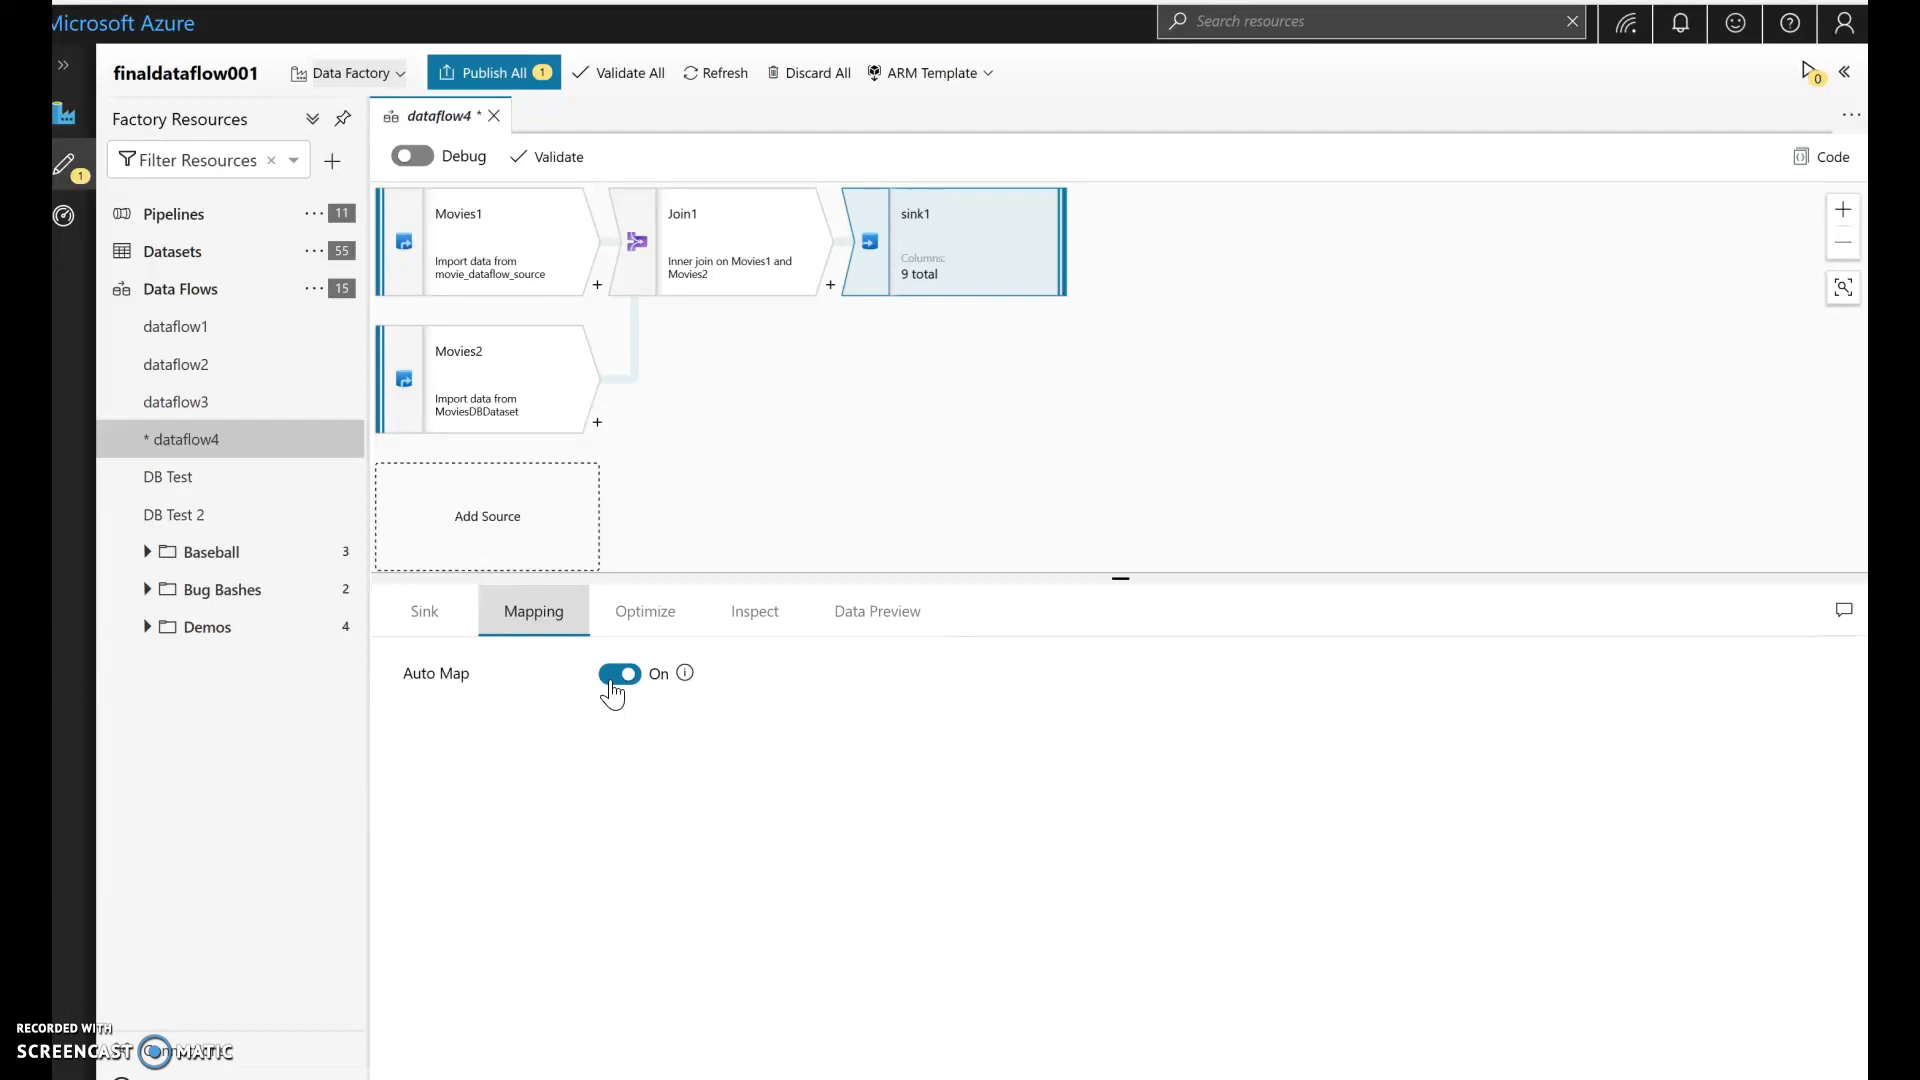 Microsoft Azure
Search resources
finaldataflow001
Data Factory
Publish All 1
Validate All
Refresh
Discard All
ARM Template
0
Factory Resources
dataflow4 *
Filter Resources
Debug
Validate
Code
1
Pipelines 11
Datasets 55
Data Flows 15
dataflow1
dataflow2
dataflow3
* dataflow4
DB Test
DB Test 2
Baseball 3
Bug Bashes 2
Demos 4
Movies1
Import data from
movie_dataflow_source
Join1
Inner join on Movies1 and
Movies2
sink1
Columns:
9 total
Movies2
Import data from
MoviesDBDataset
Add Source
Sink
Mapping
Optimize
Inspect
Data Preview
Auto Map
On
RECORDED WITH
SCREENCAST MATIC